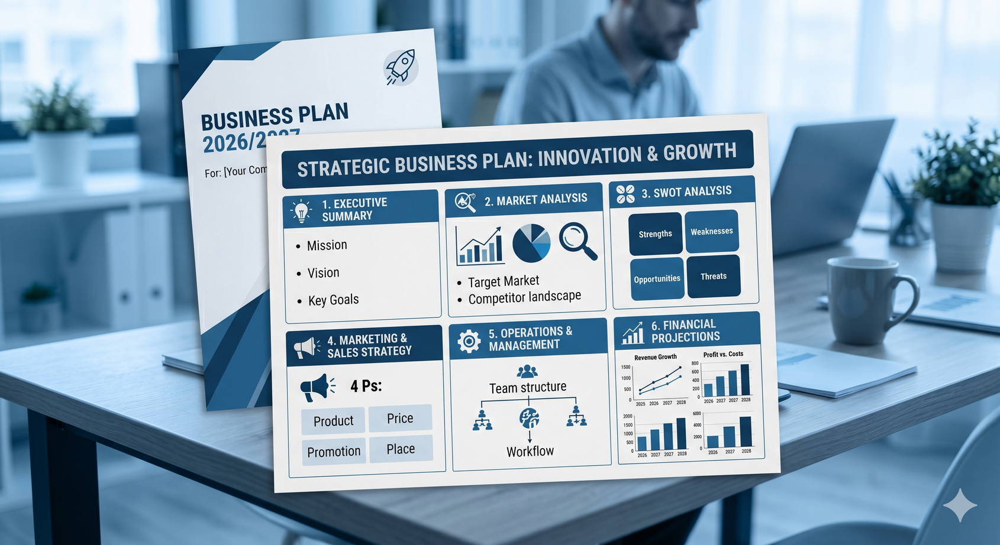 BUSINESS PLAN
2026/2027
For: [Your Com
STRATEGIC BUSINESS PLAN: INNOVATION & GROWTH
1. EXECUTIVE
SUMMARY
• Mission
• Vision
• Key Goals
2. MARKET ANALYSIS
• Target Market
• Competitor landscape
3. SWOT ANALYSIS
Strengths
Weaknesses
Opportunities
Threats
4. MARKETING &
SALES STRATEGY
4 Ps:
Product
Price
Promotion
Place
5. OPERATIONS &
MANAGEMENT
Team structure
Workflow
6. FINANCIAL
PROJECTIONS
Revenue Growth
1500
1000
500
0
2025 2026 2027 2028
Profit vs. Costs
800
600
400
200
0
2026 2027 2027 2028
2000
1500
1000
500
0
2026 2027 2027 2028
6000
4000
2000
0
2026 2027 2028